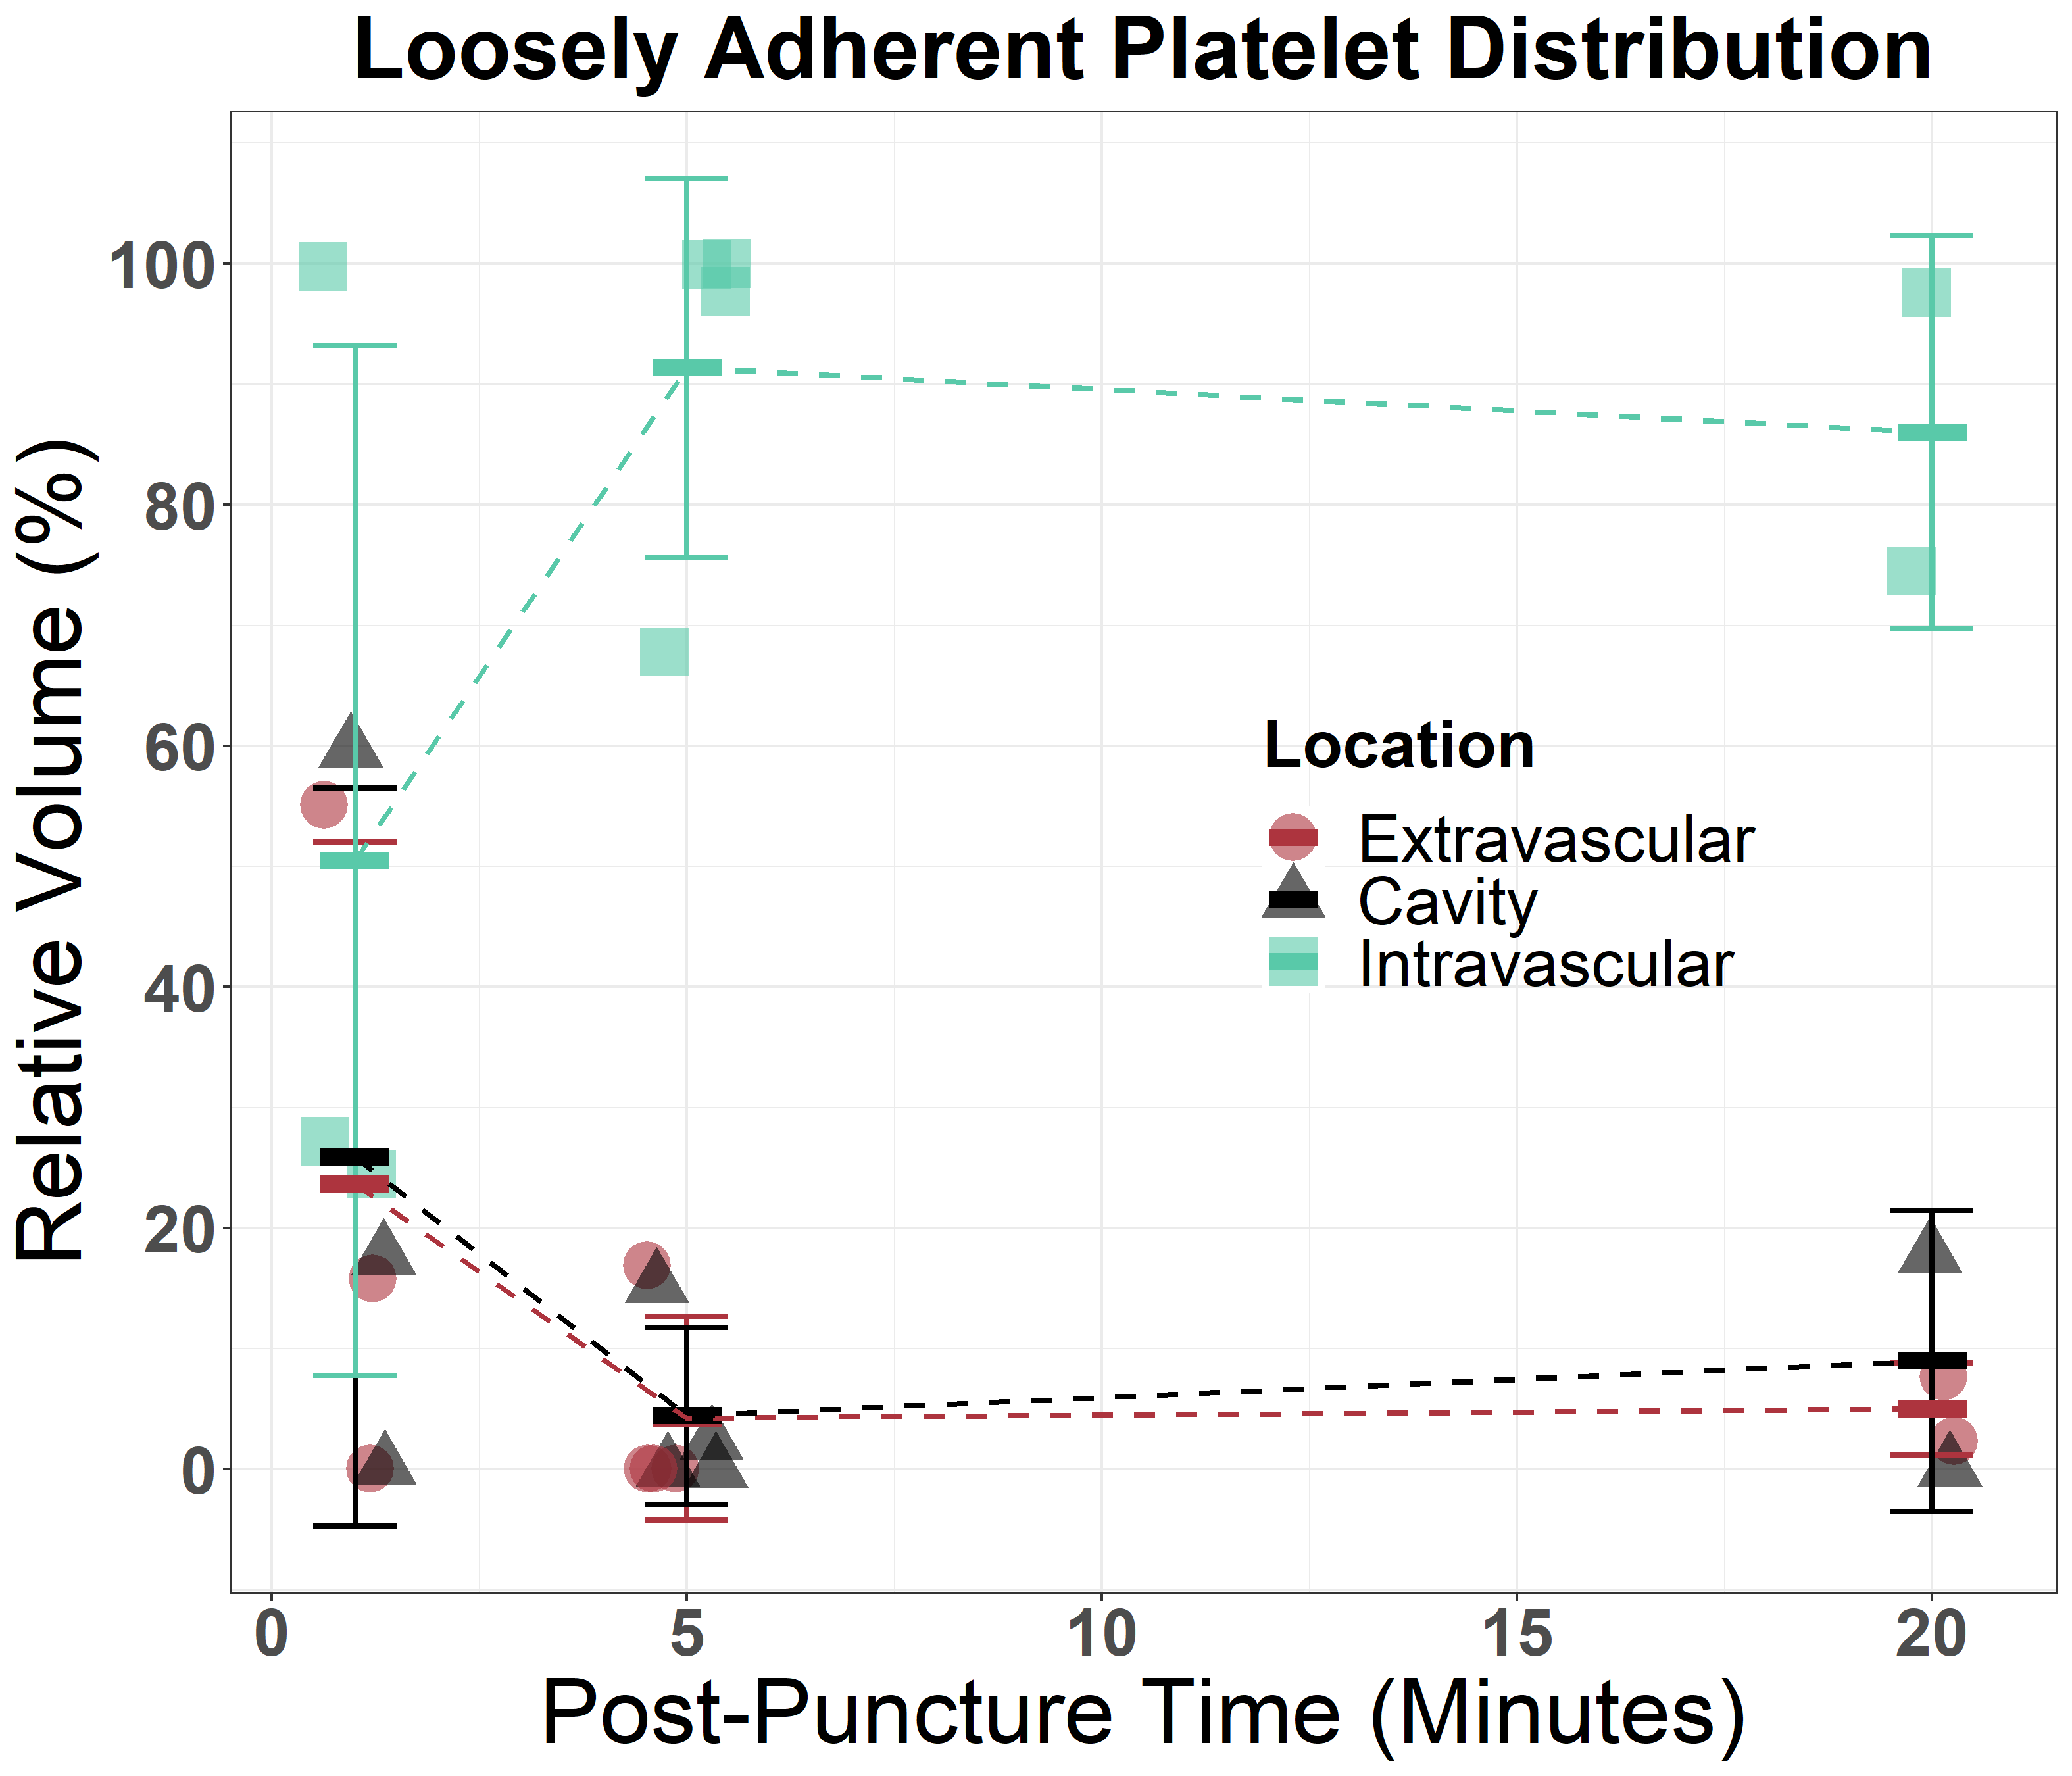 Loosely Adherent Platelet Distribution
Relative Volume (%)
100
80
60
40
20
0
Location
Extravascular
Cavity
Intravascular
0 5 10 15 20
Post-Puncture Time (Minutes)